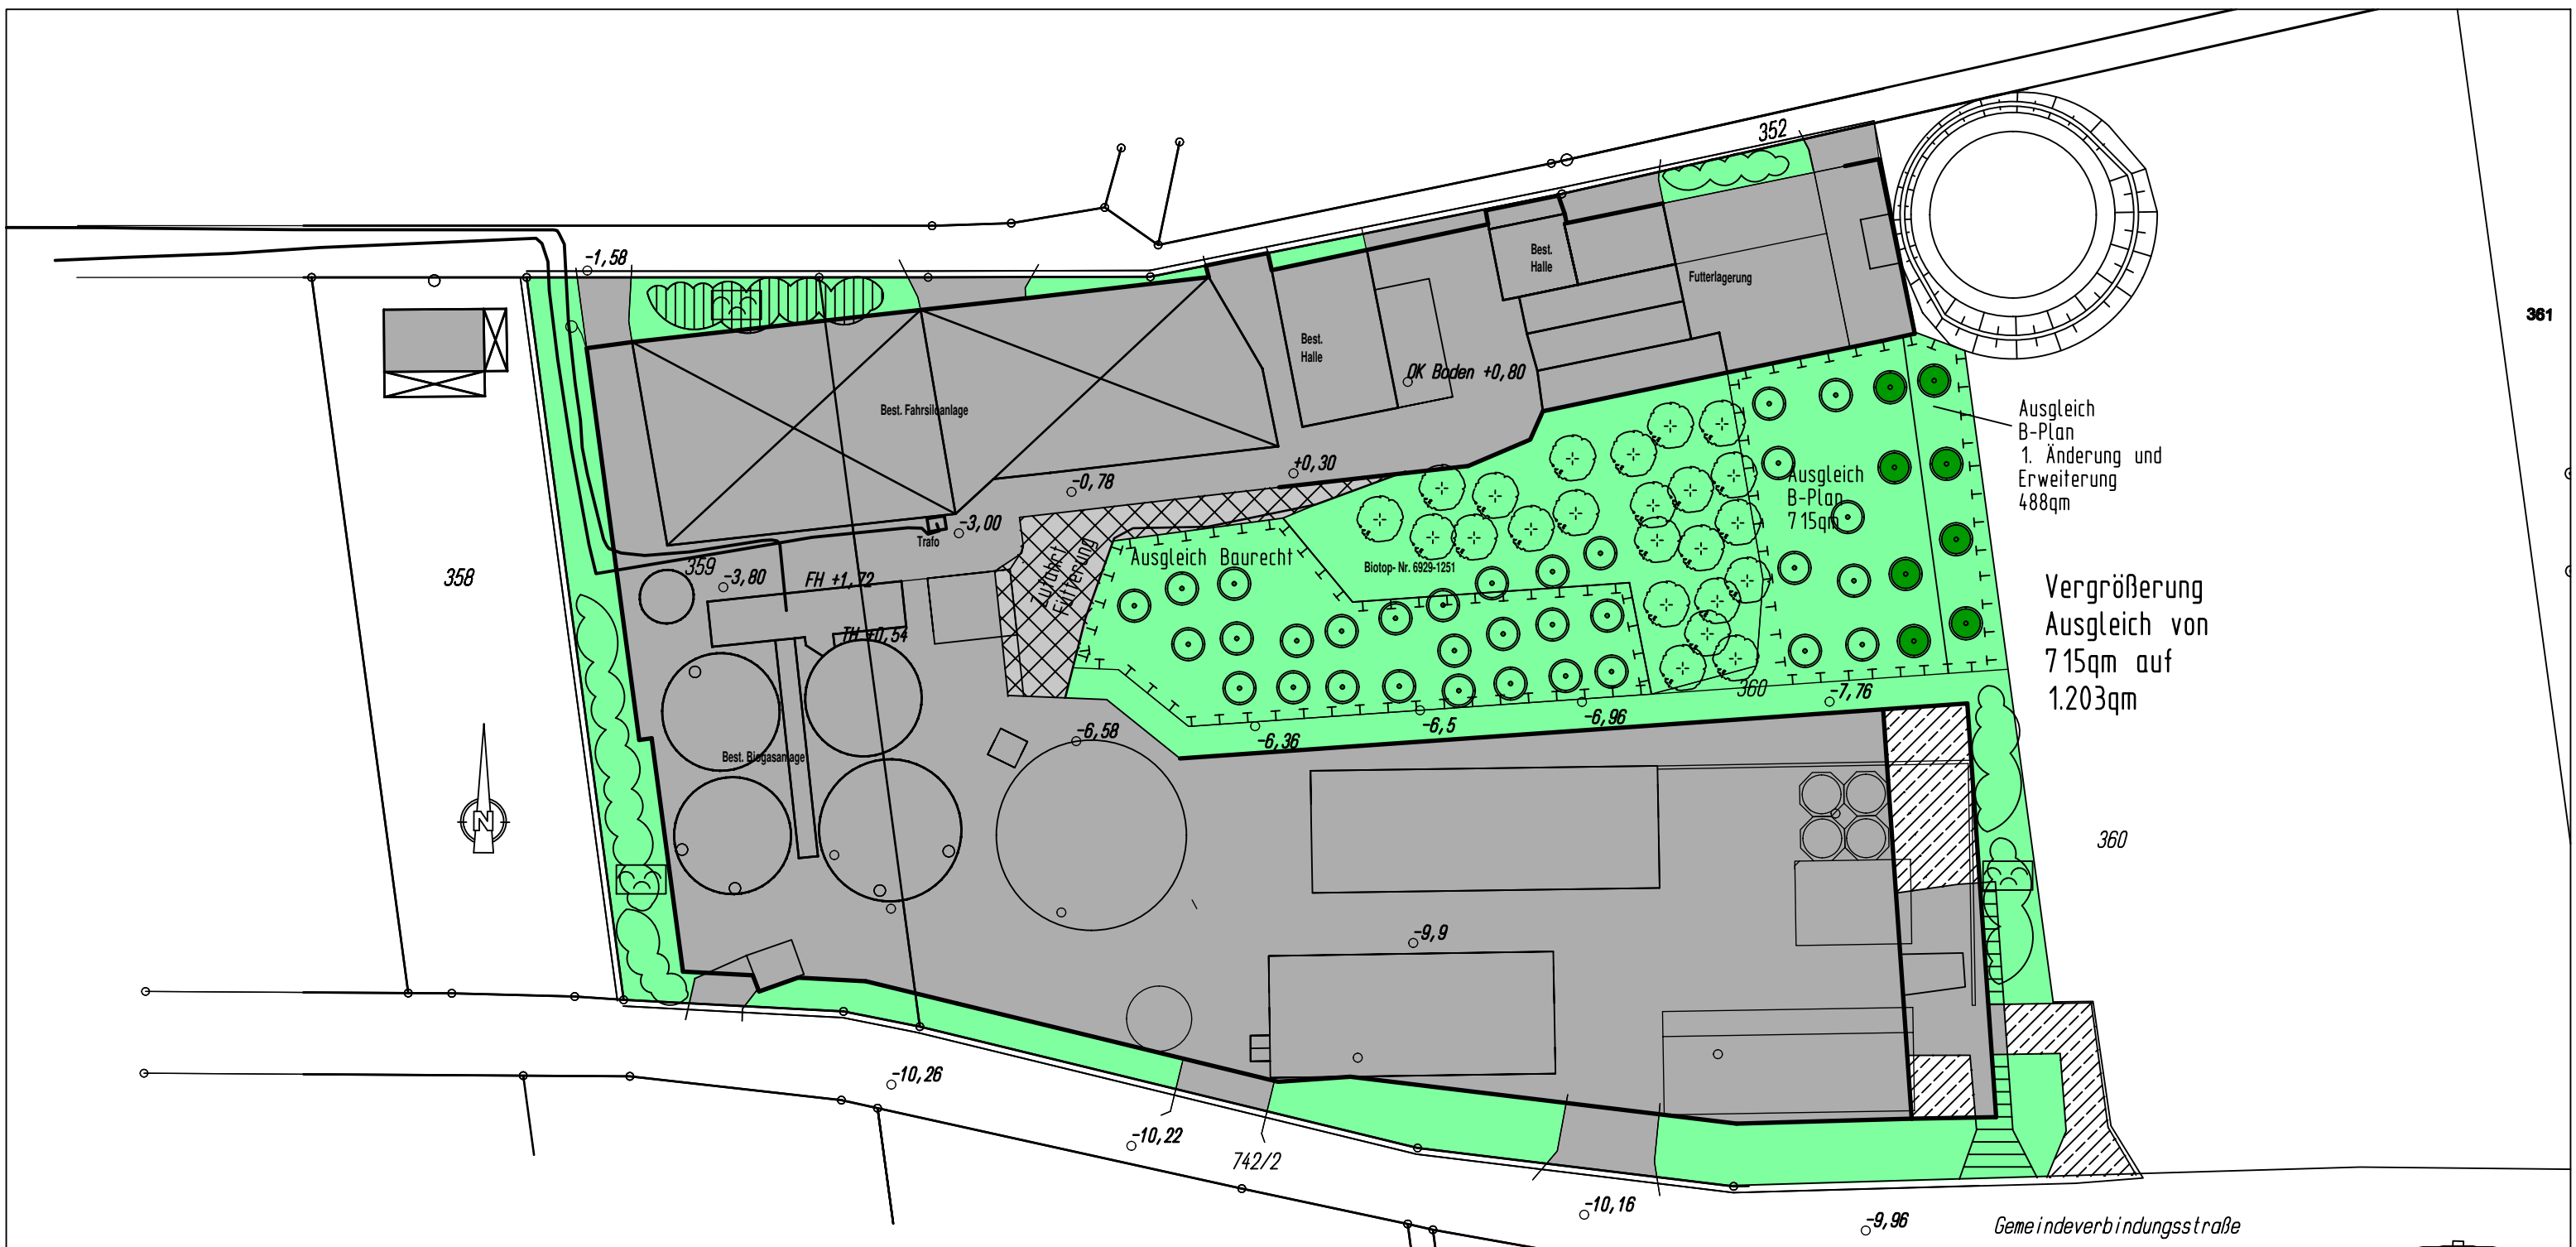 352
-1,58
Best.
Halle
Futterlagerung
361
Best.
Halle
OK Boden +0,80
Best. Fahrsiloanlage
Ausgleich
B-Plan
1. Änderung und
Erweiterung
488qm
+0,30
-0,78
Ausgleich
B-Plan
715qm
-3,00
Trafo
Zufahrt
Fütterung
Ausgleich Baurecht
Biotop- Nr. 6929-1251
358
359
-3,80
FH +1,72
TH +0,54
Vergrößerung
Ausgleich von
715qm auf
1.203qm
360
-7,76
-6,96
-6,5
-6,36
-6,58
Best. Biogasanlage
N
360
-9,9
-10,26
-10,22
742/2
-10,16
-9,96
Gemeindeverbindungsstraße